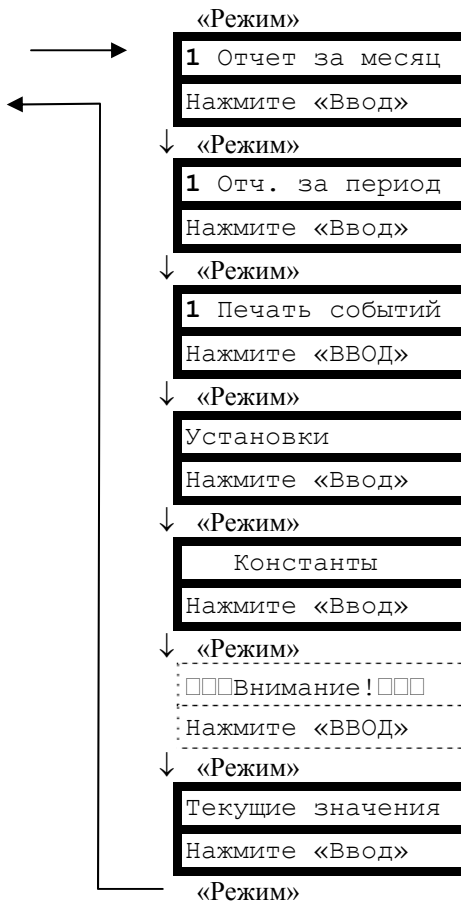 «Режим»
1 Отчет за месяц
Нажмите «Ввод»
↓ «Режим»
1 Отч. за период
Нажмите «Ввод»
↓ «Режим»
1 Печать событий
Нажмите «ВВОД»
↓ «Режим»
Установки
Нажмите «Ввод»
↓ «Режим»
Константы
Нажмите «Ввод»
↓ «Режим»
□□□Внимание!□□□
Нажмите «ВВОД»
↓ «Режим»
Текущие значения
Нажмите «Ввод»
«Режим»